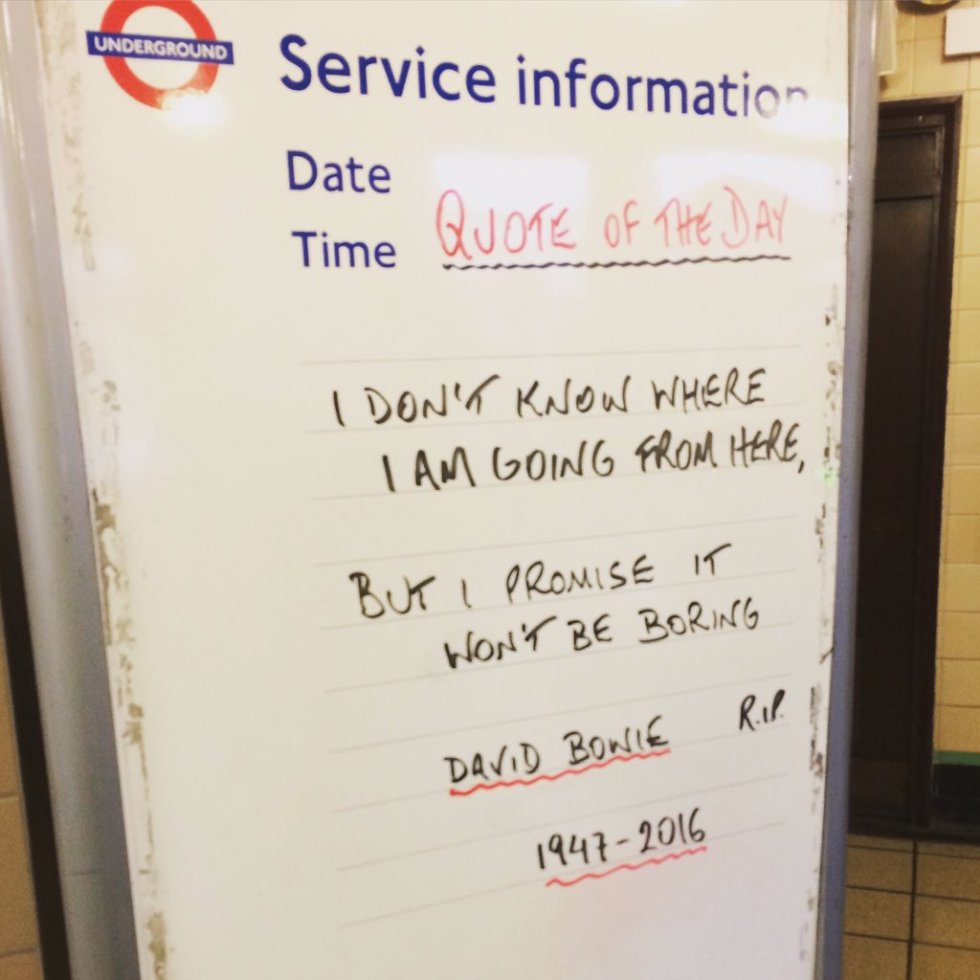 UNDERGROUND
Service information
Date
Time
QUOTE OF THE DAY
I DON'T KNOW WHERE
I AM GOING FROM HERE,
BUT I PROMISE IT
WON'T BE BORING
DAVID BOWIE R.I.P.
1947-2016